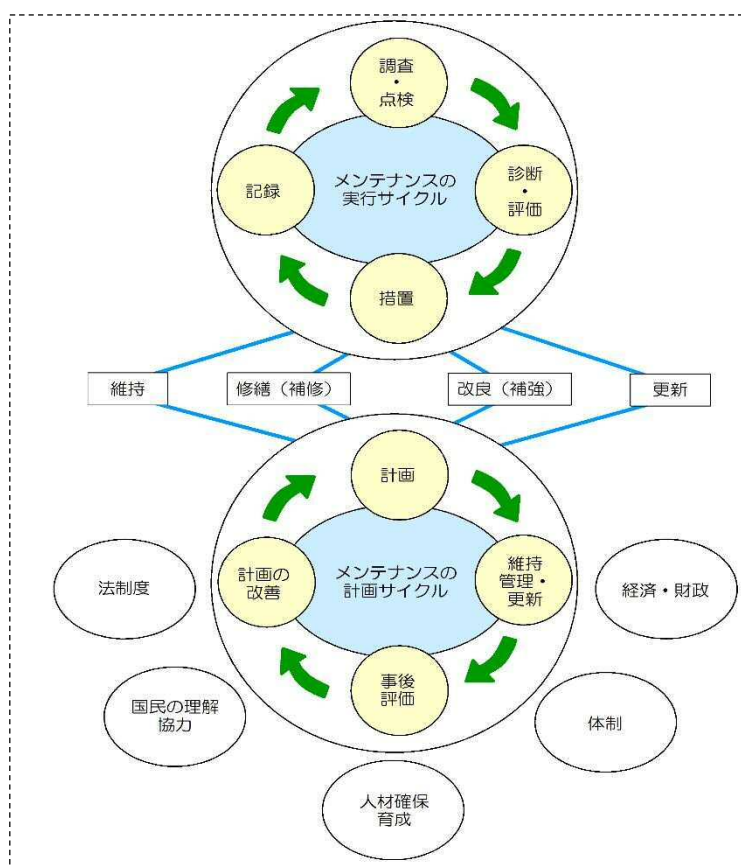 調査
・
点検
記録
メンテナンスの
実行サイクル
診断
・
評価
措置
維持
修繕（補修）
改良（補強）
更新
計画
計画の
改善
メンテナンスの
計画サイクル
維持
管理・
更新
事後
評価
法制度
経済・財政
国民の理解
協力
体制
人材確保
育成